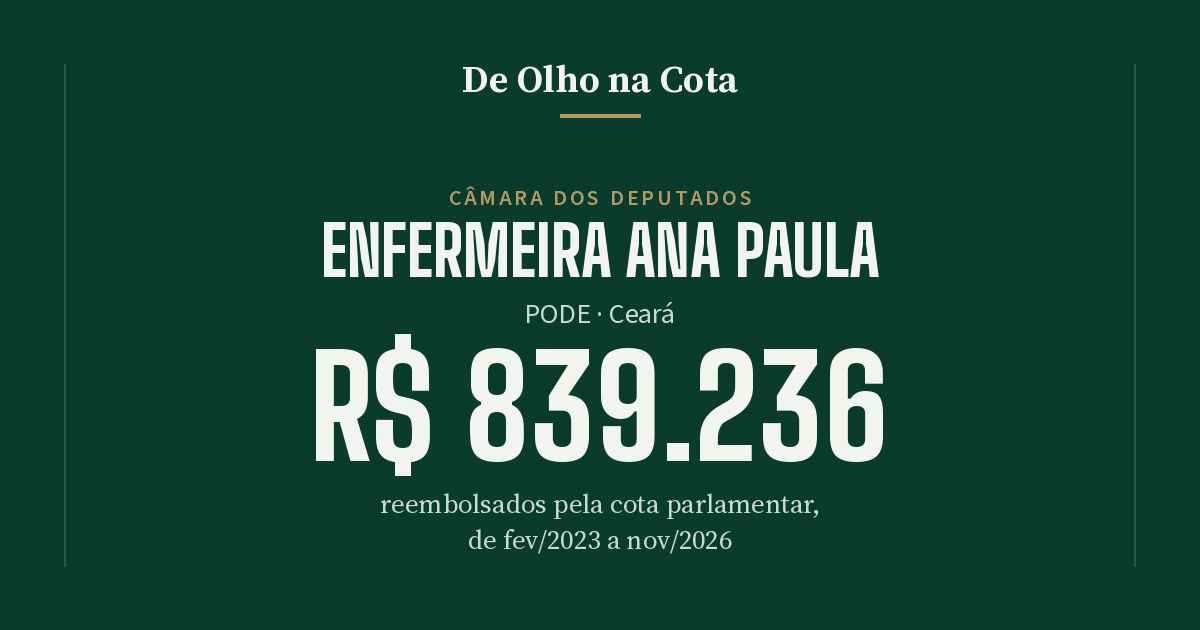 De Olho na Cota
CÂMARA DOS DEPUTADOS
ENFERMEIRA ANA PAULA
PODE · Ceará
R$ 839.236
reembolsados pela cota parlamentar,
de fev/2023 a nov/2026